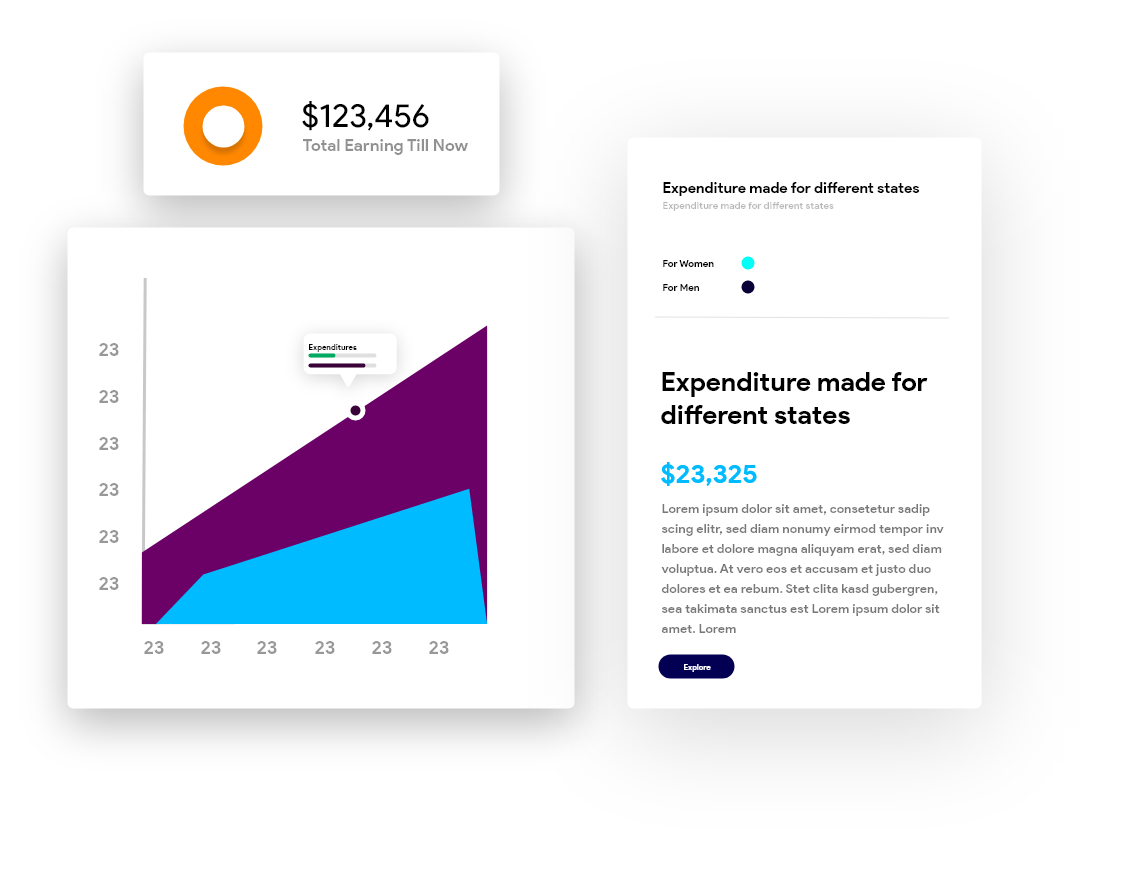 $123,456
Total Earning Till Now
Expenditures
23
23
23
23
23
23
23 23 23 23 23 23
Expenditure made for different states
Expenditure made for different states
For Women
For Men
Expenditure made for
different states
$23,325
Lorem ipsum dolor sit amet, consetetur sadip
scing elitr, sed diam nonumy eirmod tempor inv
labore et dolore magna aliquyam erat, sed diam
voluptua. At vero eos et accusam et justo duo
dolores et ea rebum. Stet clita kasd gubergren,
sea takimata sanctus est Lorem ipsum dolor sit
amet. Lorem
Explore